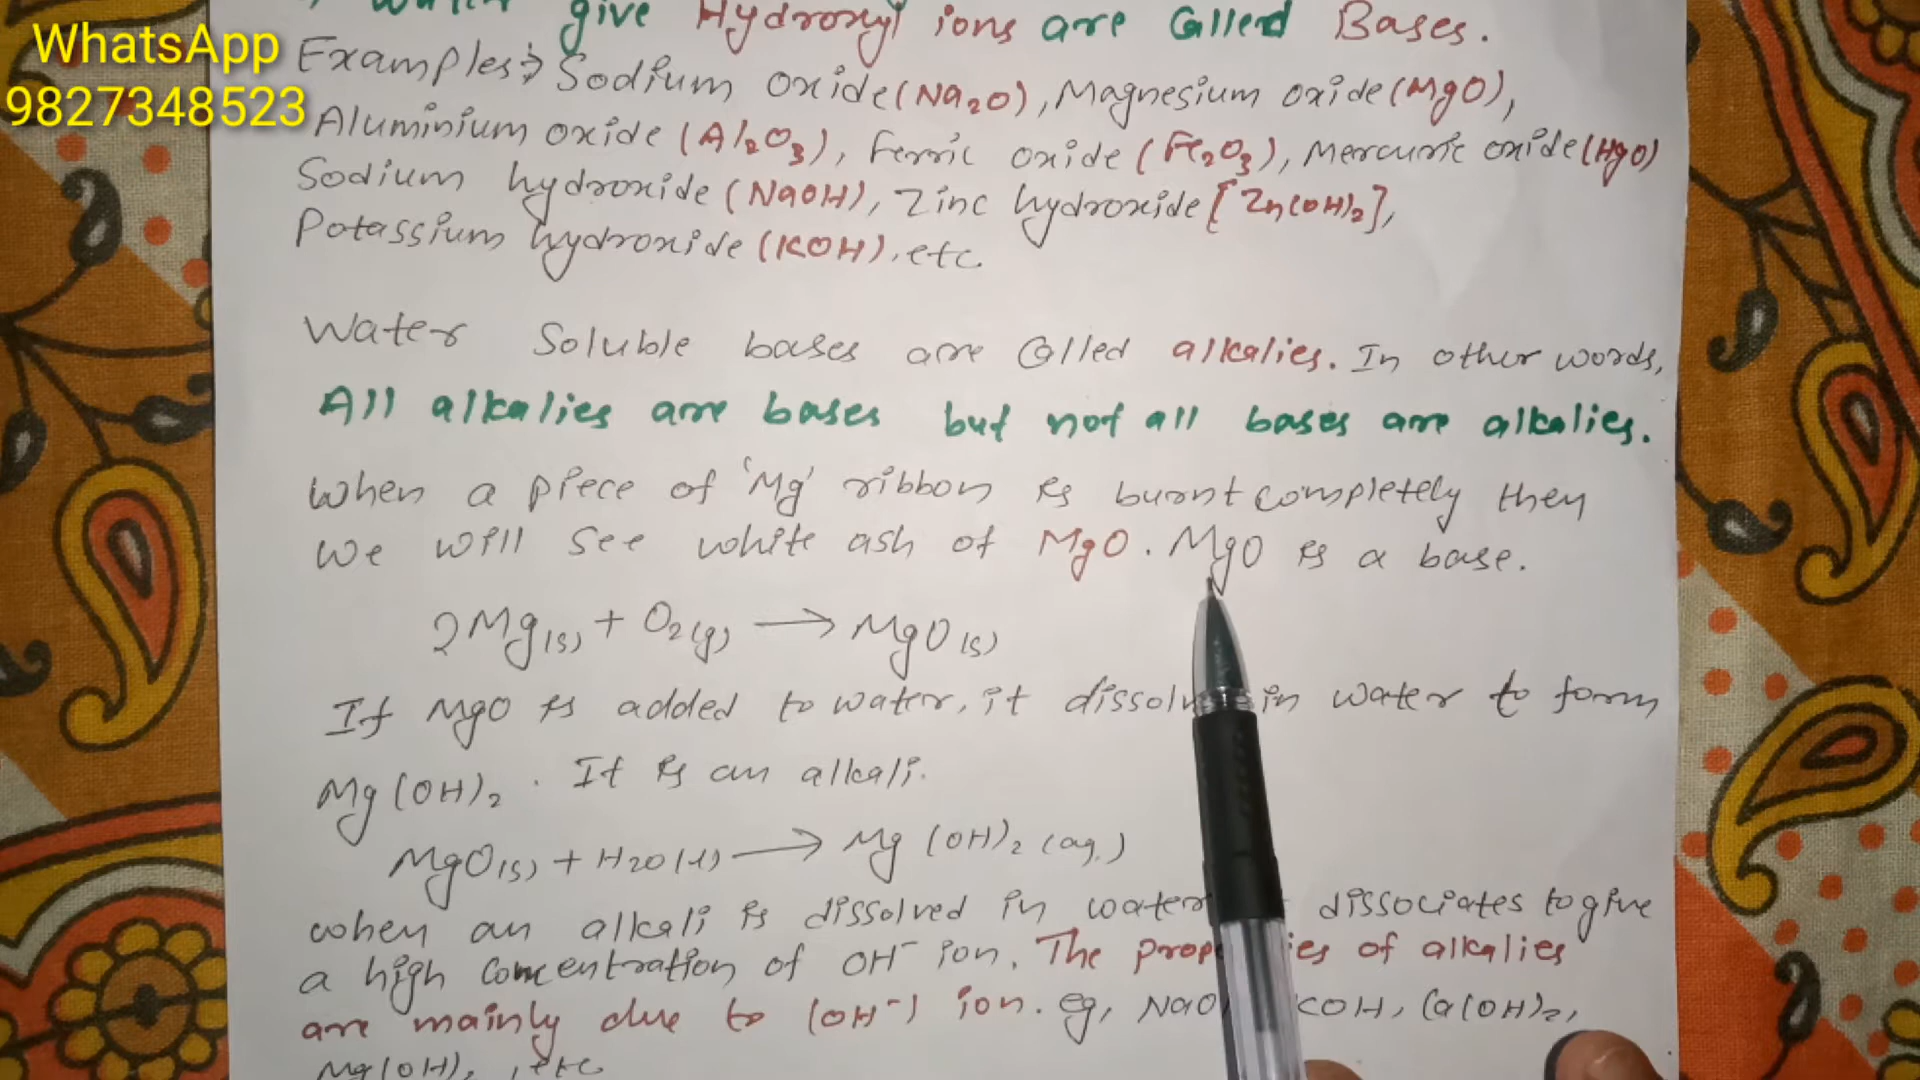 WhatsApp
9827348523
give Hydroxyl ions are Called Bases.
Examples⇒ Sodium oxide (Na₂O), Magnesium oxide (MgO),
Aluminium oxide (Al₂O₃), Ferric oxide (Fe₂O₃), Mercuric oxide (HgO)
Sodium hydroxide (NaOH), Zinc hydroxide [Zn(OH)₂],
Potassium hydroxide (KOH), etc.
Water Soluble bases are Called alkalies. In other words,
All alkalies are bases but not all bases are alkalies.
When a piece of 'Mg' ribbon is burnt completely then
we will see white ash of MgO. MgO is a base.
2Mg(s) + O₂(g) ⟶ MgO(s)
If MgO is added to water, it dissolv in water to form
Mg(OH)₂. It is an alkali.
MgO(s) + H₂O(l) ⟶ Mg(OH)₂ (aq.)
when an alkali is dissolved in water dissociates to give
a high Concentration of OH⁻ ion. The prop ies of alkalies
are mainly due to (OH⁻) ion. eg, NaO KOH, Ca(OH)₂,
Mg(OH)₂, etc